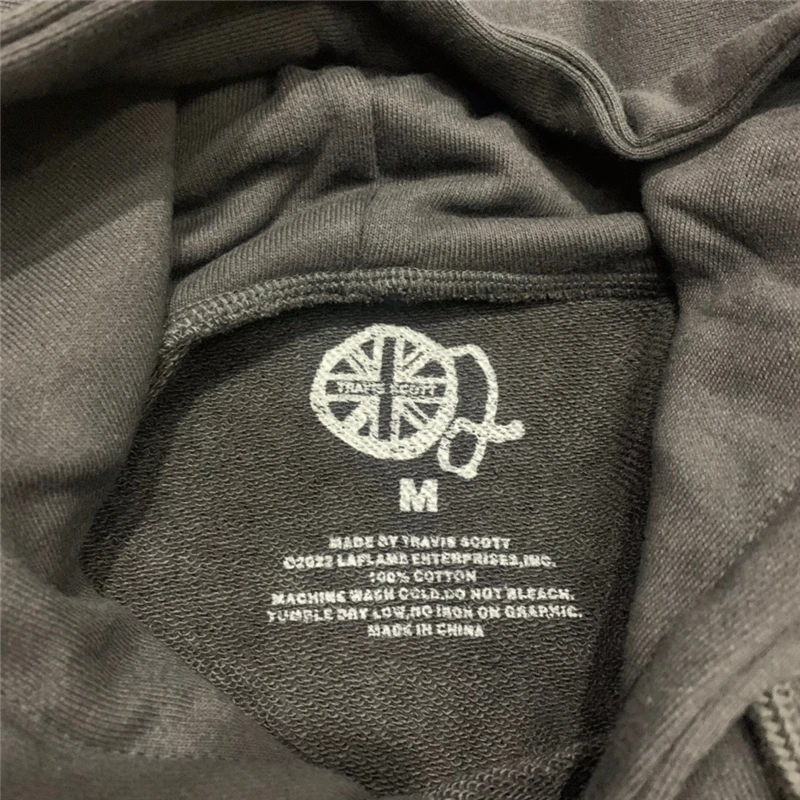 TRAVIS SCOTT
M
MADE BY TRAVIS SCOTT
©2022 LAFLAME ENTERPRISES,INC.
100% COTTON
MACHINE WASH COLD.DO NOT BLEACH.
TUMBLE DRY LOW,NO IRON ON GRAPHIC.
MADE IN CHINA